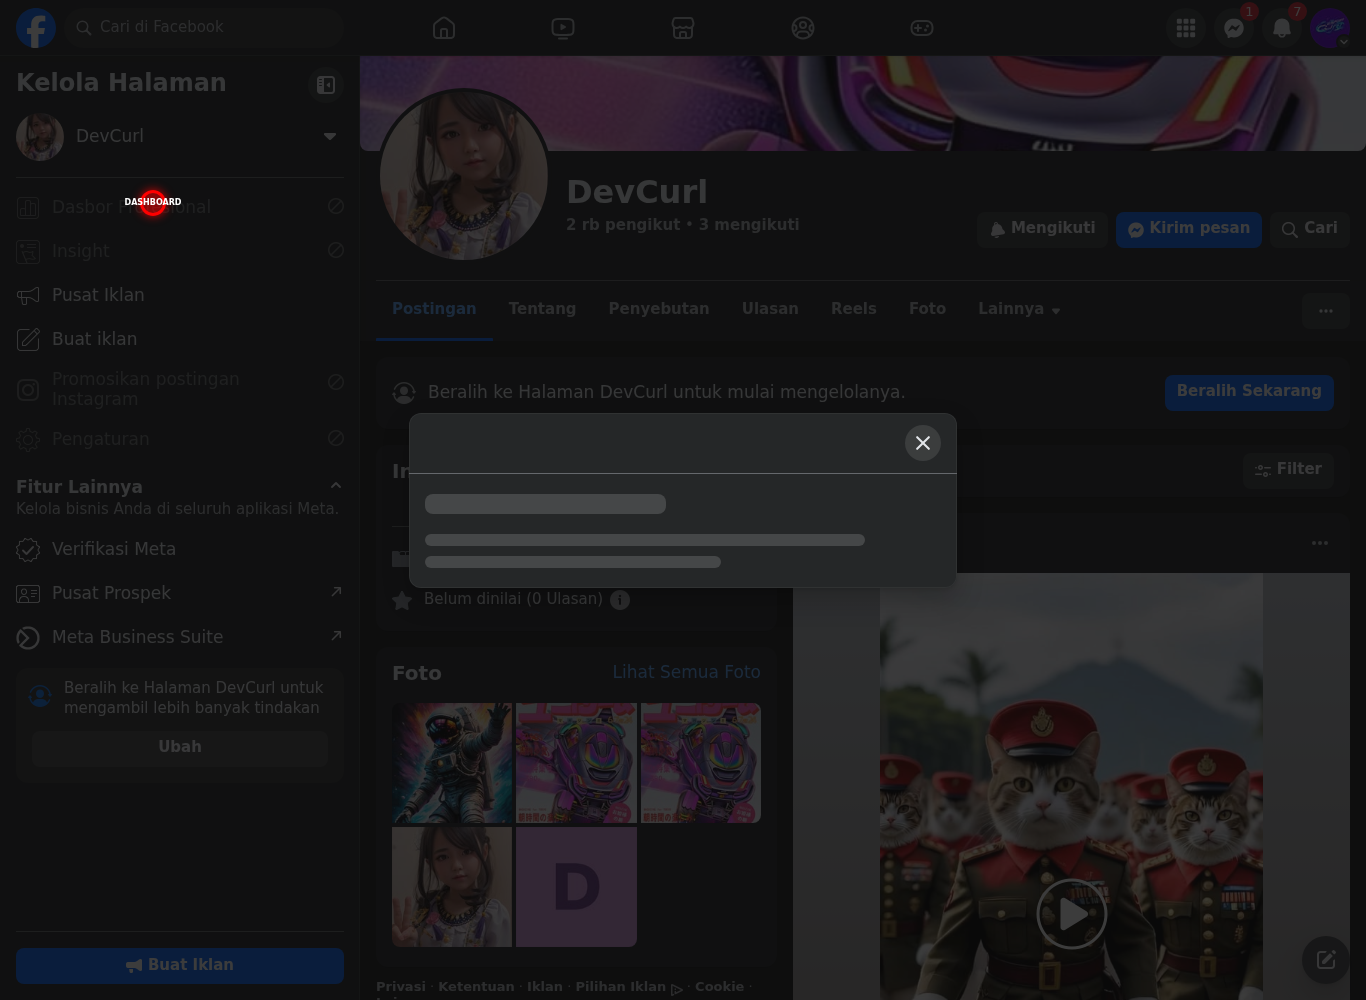 Cari di Facebook
1
7
Kelola Halaman
DevCurl
DASHBOARD
Insight
Pusat Iklan
Buat iklan
Promosikan postingan
Instagram
Pengaturan
Fitur Lainnya
Kelola bisnis Anda di seluruh aplikasi Meta.
Verifikasi Meta
Pusat Prospek
Meta Business Suite
Beralih ke Halaman DevCurl untuk
mengambil lebih banyak tindakan
Ubah
Buat Iklan
DevCurl
2 rb pengikut • 3 mengikuti
Mengikuti
Kirim pesan
Cari
Postingan
Tentang
Penyebutan
Ulasan
Reels
Foto
Lainnya
Beralih ke Halaman DevCurl untuk mulai mengelolanya.
Beralih Sekarang
Filter
Belum dinilai (0 Ulasan)
Foto
Lihat Semua Foto
D
Privasi · Ketentuan · Iklan · Pilihan Iklan · Cookie ·